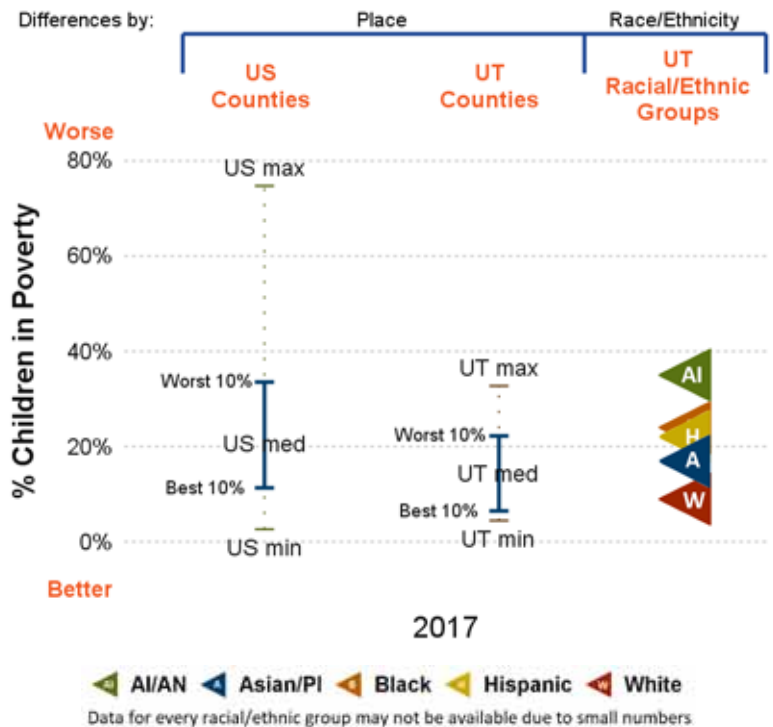 Differences by: Place Race/Ethnicity
US Counties
UT Counties
UT Racial/Ethnic Groups
Worse
80%
US max
60%
% Children in Poverty
40%
UT max
Worst 10%
AI
Worst 10%
H
20%
US med
UT med
A
Best 10%
Best 10%
W
0%
US min
UT min
Better
2017
AI AI/AN A Asian/PI Black Hispanic W White
Data for every racial/ethnic group may not be available due to small numbers